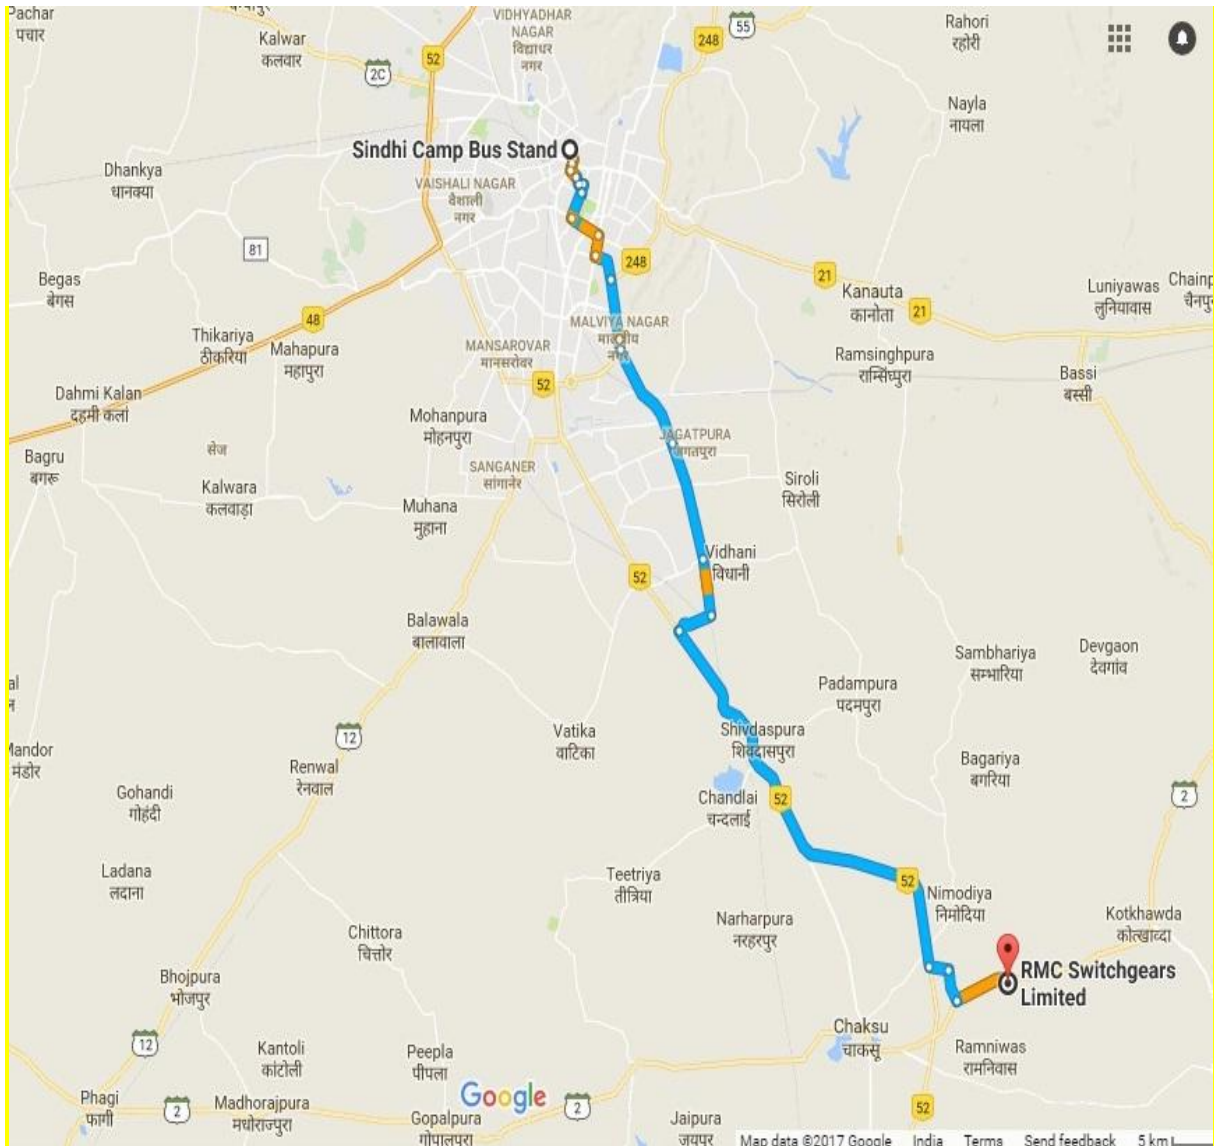 Pachar
पचार
Kalwar
कलवार
52
2C
VIDHYADHAR
NAGAR
विद्याधर
नगर
248
55
Rahori
रहोरी
Nayla
नायला
Sindhi Camp Bus Stand
Dhankya
धानक्या
VAISHALI NAGAR
वैशाली
नगर
81
248
21
Begas
बेगस
Kanauta
कानोता
21
Luniyawas
लुनियावास
48
Thikariya
ठीकरिया
Mahapura
महापुरा
MALVIYA NAGAR
नगर
MANSAROVAR
मानसरोवर
52
Ramsinghpura
Bassi
बस्सी
Dahmi Kalan
दहमी कलां
Mohanpura
मोहनपुरा
JAGATPURA
जगतपुरा
सेज
Bagru
बगरू
SANGANER
सांगानेर
Kalwara
कलवाड़ा
Muhana
मुहाना
Siroli
सिरोली
Vidhani
विधानी
52
Balawala
बालावाला
Sambhariya
सम्भारिया
Devgaon
देवगांव
Padampura
पदमपुरा
12
Vatika
वाटिका
Shivdaspura
शिवदासपुरा
Mandor
मंडोर
Renwal
रेनवाल
Bagariya
बगरिया
Gohandi
गोहंदी
Chandlai
चन्दलाई
52
2
Ladana
लदाना
Teetriya
तीत्रिया
52
Nimodiya
निमोदिया
Narharpura
नरहरपुर
Kotkhawda
कोत्खाव्दा
Chittora
चित्तोर
RMC Switchgears
Limited
Bhojpura
भोजपुर
12
Chaksu
चाकसू
Kantoli
कांटोली
Peepla
पीपला
Ramniwas
रामनिवास
Google
Phagi
फागी
2
Madhorajpura
मधोराज्पुरा
2
Gopalpura
गोपालपुरा
52
Jaipura
जयपुर
Map data ©2017 Google India Terms Send feedback 5 km